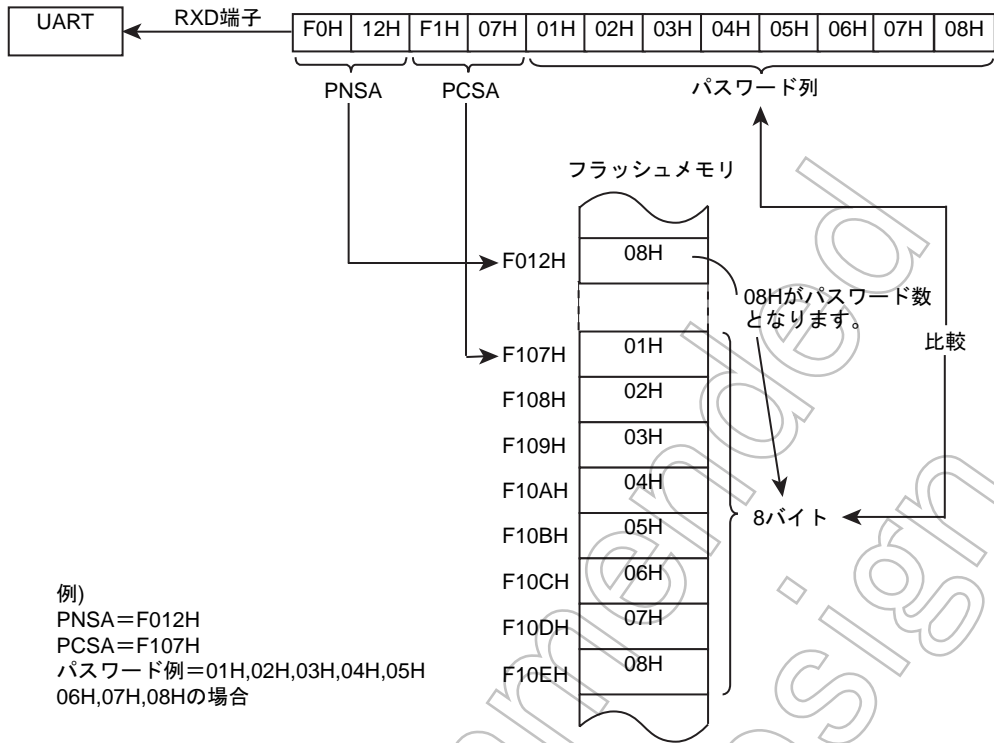 UART
RXD端子
F0H 12H F1H 07H 01H 02H 03H 04H 05H 06H 07H 08H
PNSA PCSA パスワード列
フラッシュメモリ
F012H 08H
08Hがパスワード数
となります。
比較
F107H 01H
F108H 02H
F109H 03H
F10AH 04H
F10BH 05H
8バイト
F10CH 06H
F10DH 07H
F10EH 08H
例)
PNSA＝F012H
PCSA＝F107H
パスワード例＝01H,02H,03H,04H,05H
06H,07H,08Hの場合
mmended
esign